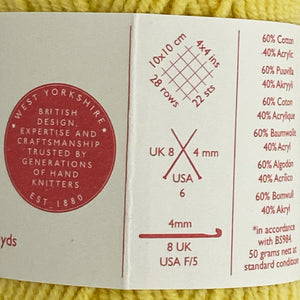 WEST YORKSHIRE
BRITISH
DESIGN,
EXPERTISE AND
CRAFTSMANSHIP
TRUSTED BY
GENERATIONS
OF HAND
KNITTERS
EST. 1880
yds
10x10 cm
4x4 ins
28 rows
22 sts
UK 8 4 mm
USA
6
4mm
8 UK
USA F/5
60% Cotton
40% Acrylic
60% Puuvilla
40% Akryyli
60% Coton
40% Acrylique
60% Baumwolle
40% Acryl
60% Algodón
40% Acrílico
60% Bomwull
40% Akryl
*in accordance
with BS984
50 grams nett at
standard condition